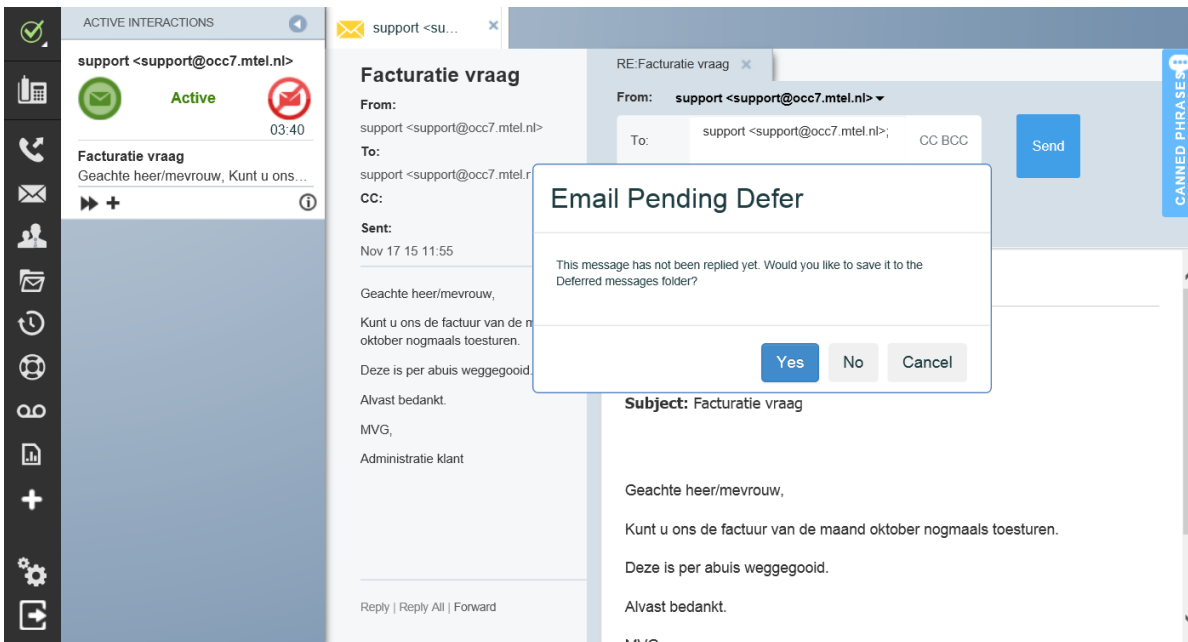 ACTIVE INTERACTIONS
support <support@occ7.mtel.nl>
Active
03:40
Facturatie vraag
Geachte heer/mevrouw, Kunt u ons...
support <su...
Facturatie vraag
From:
support <support@occ7.mtel.nl>
To:
support <support@occ7.mtel.
CC:
Sent:
Nov 17 15 11:55
Geachte heer/mevrouw,
Kunt u ons de factuur van de
oktober nogmaals toesturen.
Deze is per abuis weggegooid.
Alvast bedankt.
MVG,
Administratie klant
Reply | Reply All | Forward
RE:Facturatie vraag
From: support <support@occ7.mtel.nl>
To: support <support@occ7.mtel.nl>; CC BCC
Send
CANNED PHRASES
Email Pending Defer
This message has not been replied yet. Would you like to save it to the
Deferred messages folder?
Yes No Cancel
Subject: Facturatie vraag
Geachte heer/mevrouw,
Kunt u ons de factuur van de maand oktober nogmaals toesturen.
Deze is per abuis weggegooid.
Alvast bedankt.